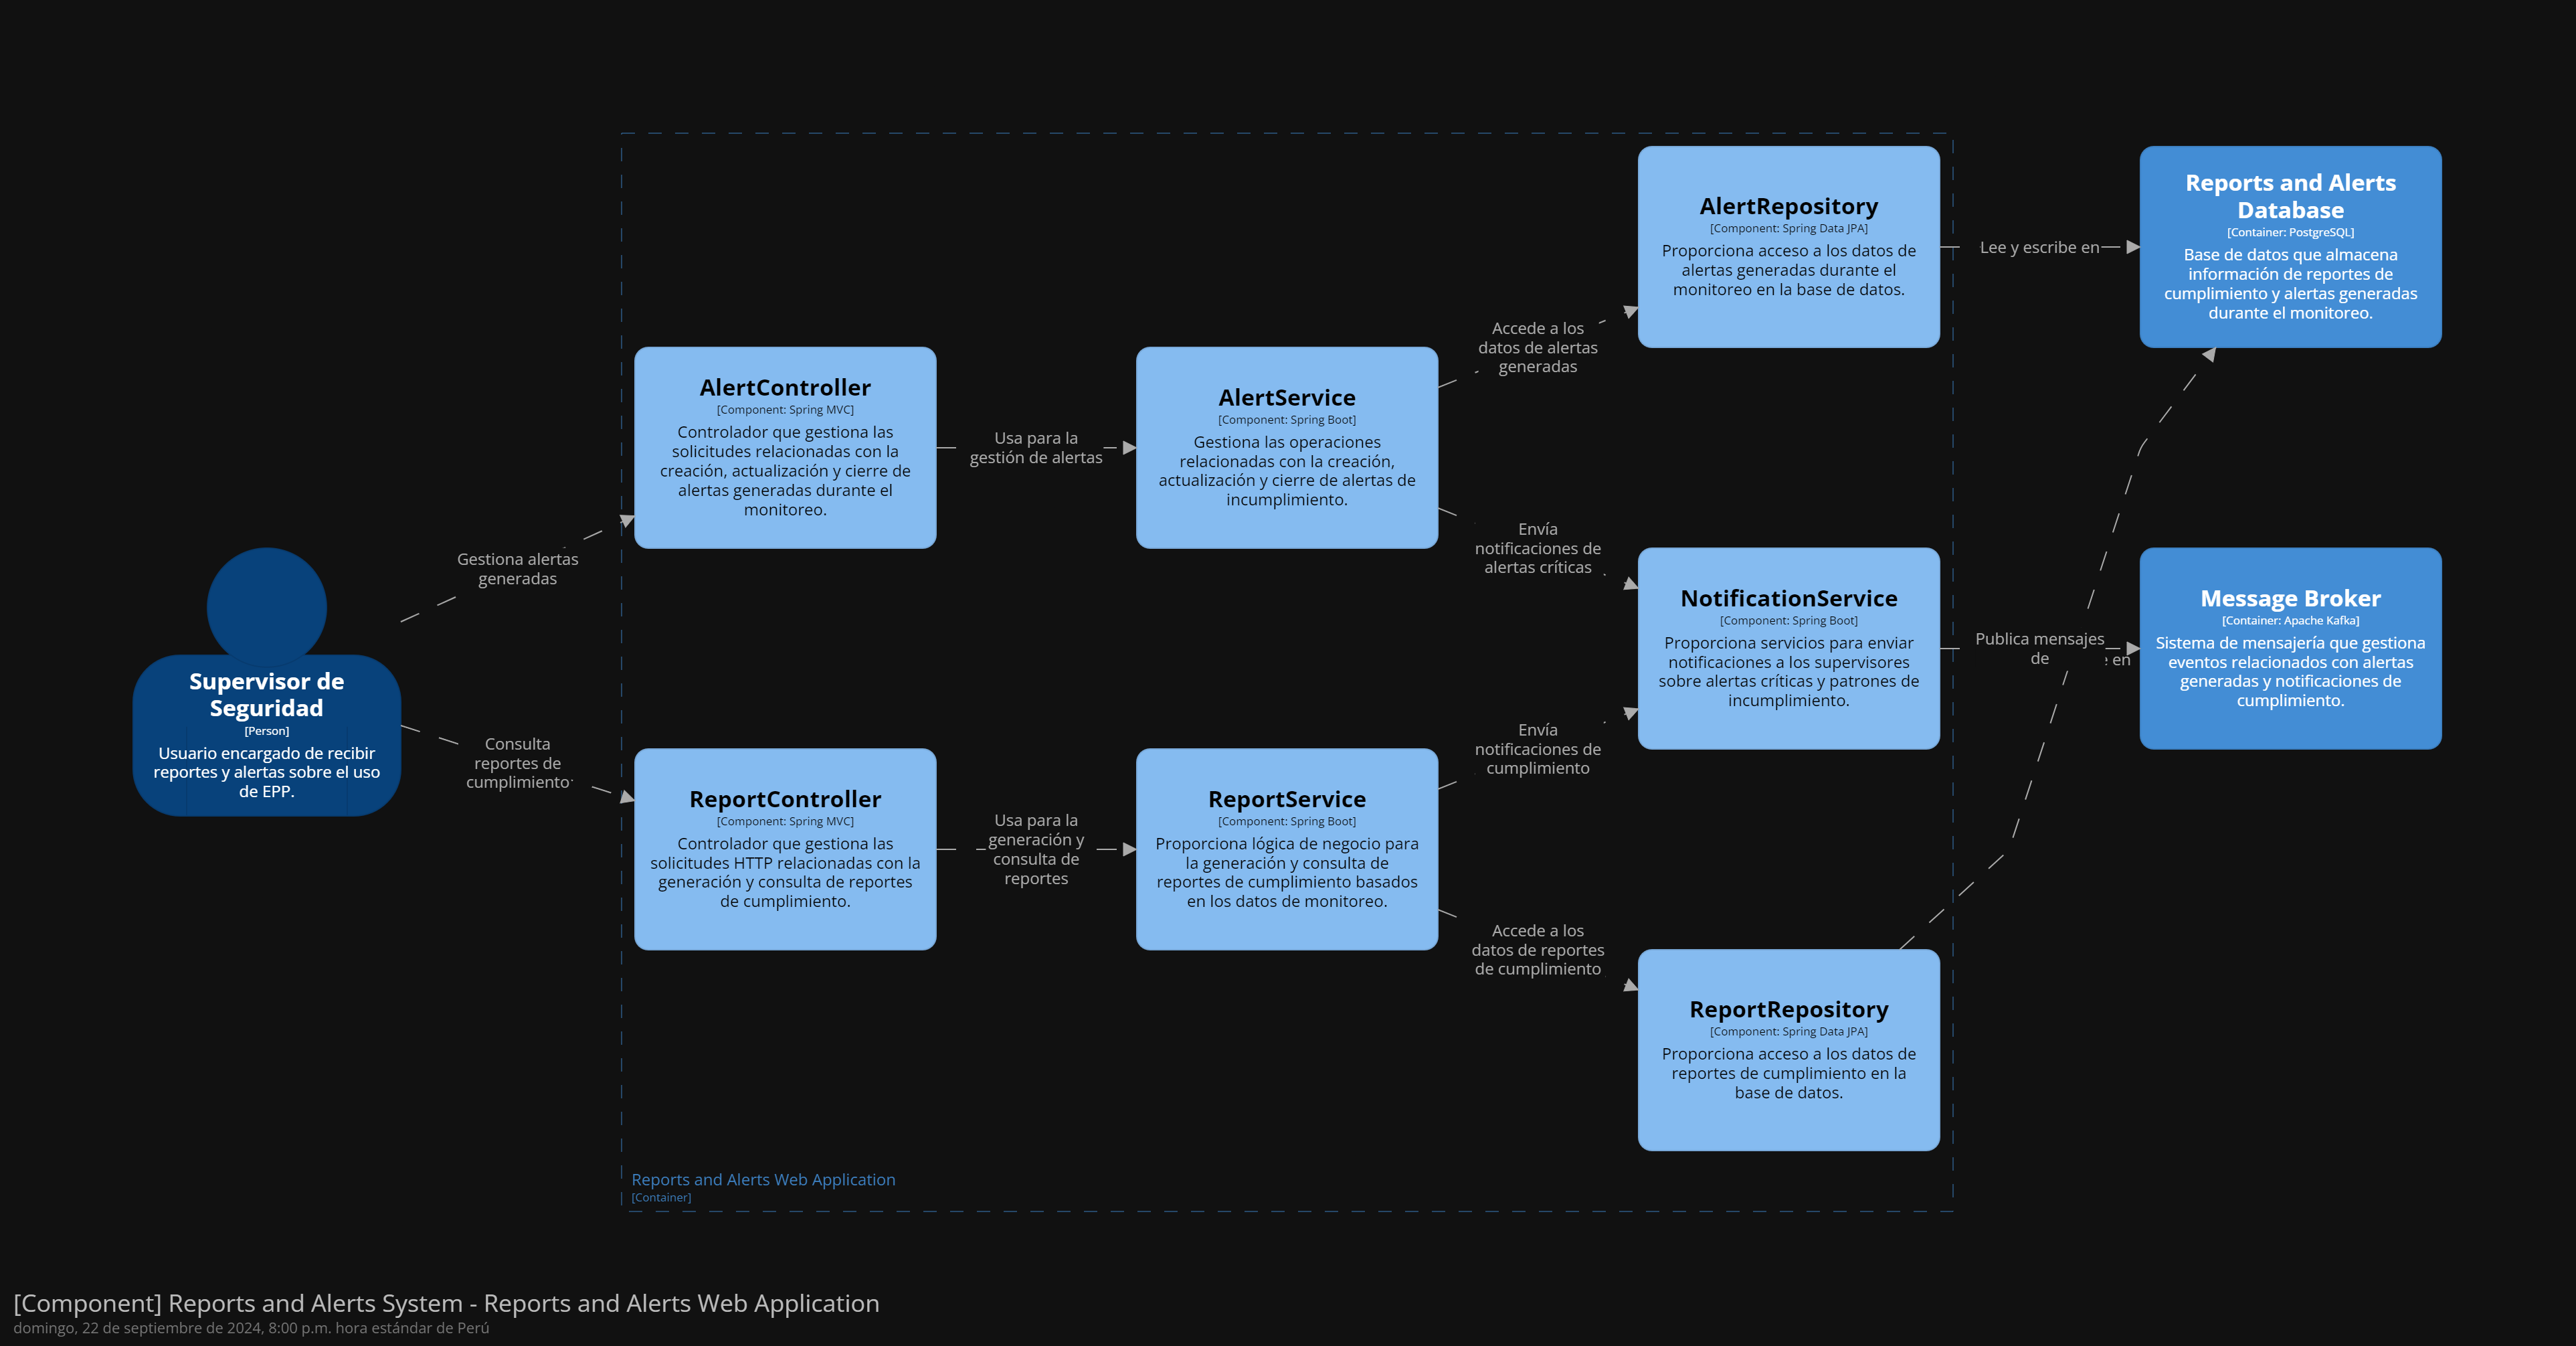 Supervisor de
Seguridad
[Person]
Usuario encargado de recibir
reportes y alertas sobre el uso
de EPP.
Gestiona alertas
generadas
Consulta
reportes de
cumplimiento
AlertController
[Component: Spring MVC]
Controlador que gestiona las
solicitudes relacionadas con la
creación, actualización y cierre de
alertas generadas durante el
monitoreo.
Usa para la
gestión de alertas
AlertService
[Component: Spring Boot]
Gestiona las operaciones
relacionadas con la creación,
actualización y cierre de alertas de
incumplimiento.
Accede a los
datos de alertas
generadas
Envía
notificaciones de
alertas críticas
AlertRepository
[Component: Spring Data JPA]
Proporciona acceso a los datos de
alertas generadas durante el
monitoreo en la base de datos.
Lee y escribe en
Reports and Alerts
Database
[Container: PostgreSQL]
Base de datos que almacena
información de reportes de
cumplimiento y alertas generadas
durante el monitoreo.
NotificationService
[Component: Spring Boot]
Proporciona servicios para enviar
notificaciones a los supervisores
sobre alertas críticas y patrones de
incumplimiento.
Publica mensajes
de
en
Message Broker
[Container: Apache Kafka]
Sistema de mensajería que gestiona
eventos relacionados con alertas
generadas y notificaciones de
cumplimiento.
ReportController
[Component: Spring MVC]
Controlador que gestiona las
solicitudes HTTP relacionadas con la
generación y consulta de reportes
de cumplimiento.
Usa para la
generación y
consulta de
reportes
ReportService
[Component: Spring Boot]
Proporciona lógica de negocio para
la generación y consulta de
reportes de cumplimiento basados
en los datos de monitoreo.
Envía
notificaciones de
cumplimiento
Accede a los
datos de reportes
de cumplimiento
ReportRepository
[Component: Spring Data JPA]
Proporciona acceso a los datos de
reportes de cumplimiento en la
base de datos.
Reports and Alerts Web Application
[Container]
[Component] Reports and Alerts System - Reports and Alerts Web Application
domingo, 22 de septiembre de 2024, 8:00 p.m. hora estándar de Perú